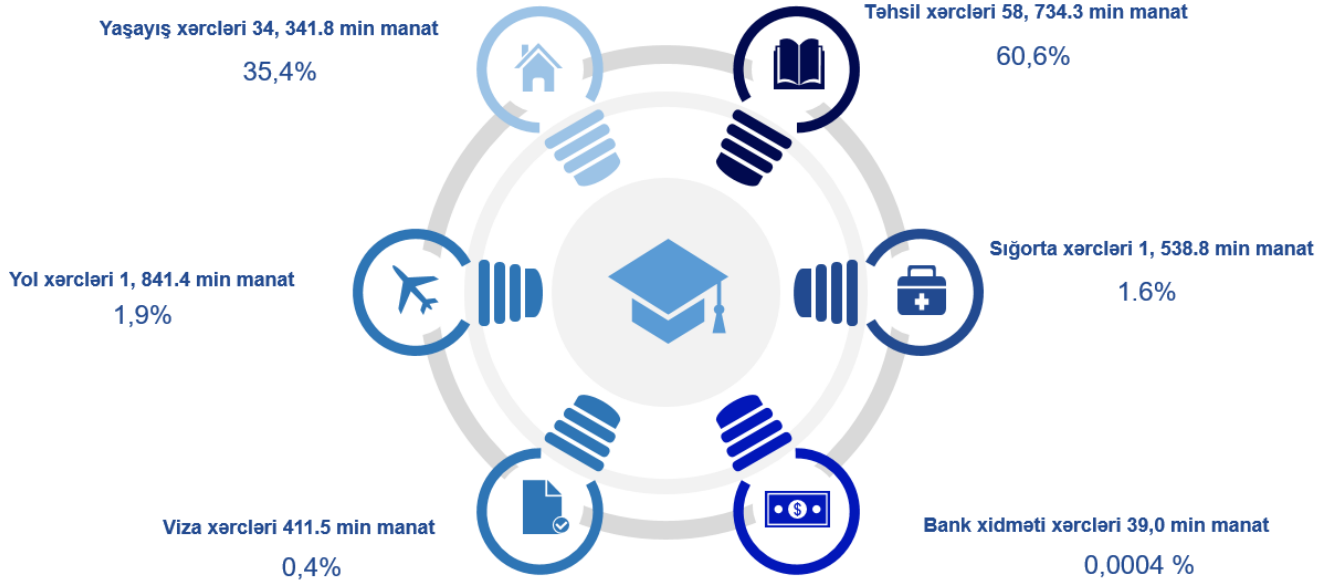 Yaşayış xərcləri 34, 341.8 min manat
35,4%
Təhsil xərcləri 58, 734.3 min manat
60,6%
Yol xərcləri 1, 841.4 min manat
1,9%
Sığorta xərcləri 1, 538.8 min manat
1.6%
Viza xərcləri 411.5 min manat
0,4%
Bank xidməti xərcləri 39,0 min manat
0,0004 %